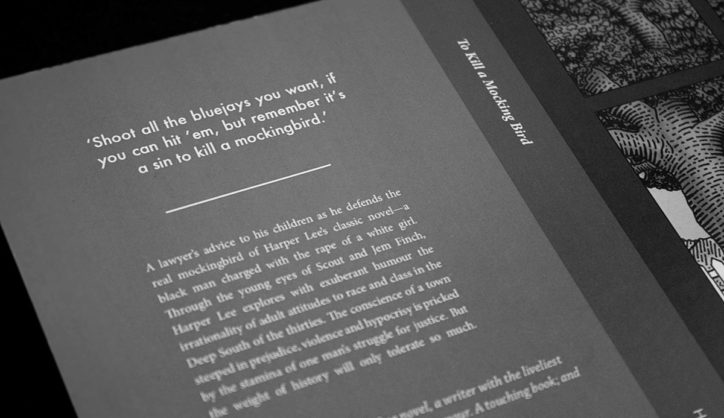 ‘Shoot all the bluejays you want, if
you can hit ’em, but remember it’s
a sin to kill a mockingbird.’
A lawyer’s advice to his children as he defends the
real mockingbird of Harper Lee’s classic novel—a
black man charged with the rape of a white girl.
Through the young eyes of Scout and Jem Finch,
Harper Lee explores with exuberant humour the
irrationality of adult attitudes to race and class in the
Deep South of the thirties. The conscience of a town
steeped in prejudice, violence and hypocrisy is pricked
by the stamina of one man’s struggle for justice. But
the weight of history will only tolerate so much.
novel, a writer with the liveliest
A touching book; and
To Kill a Mocking Bird